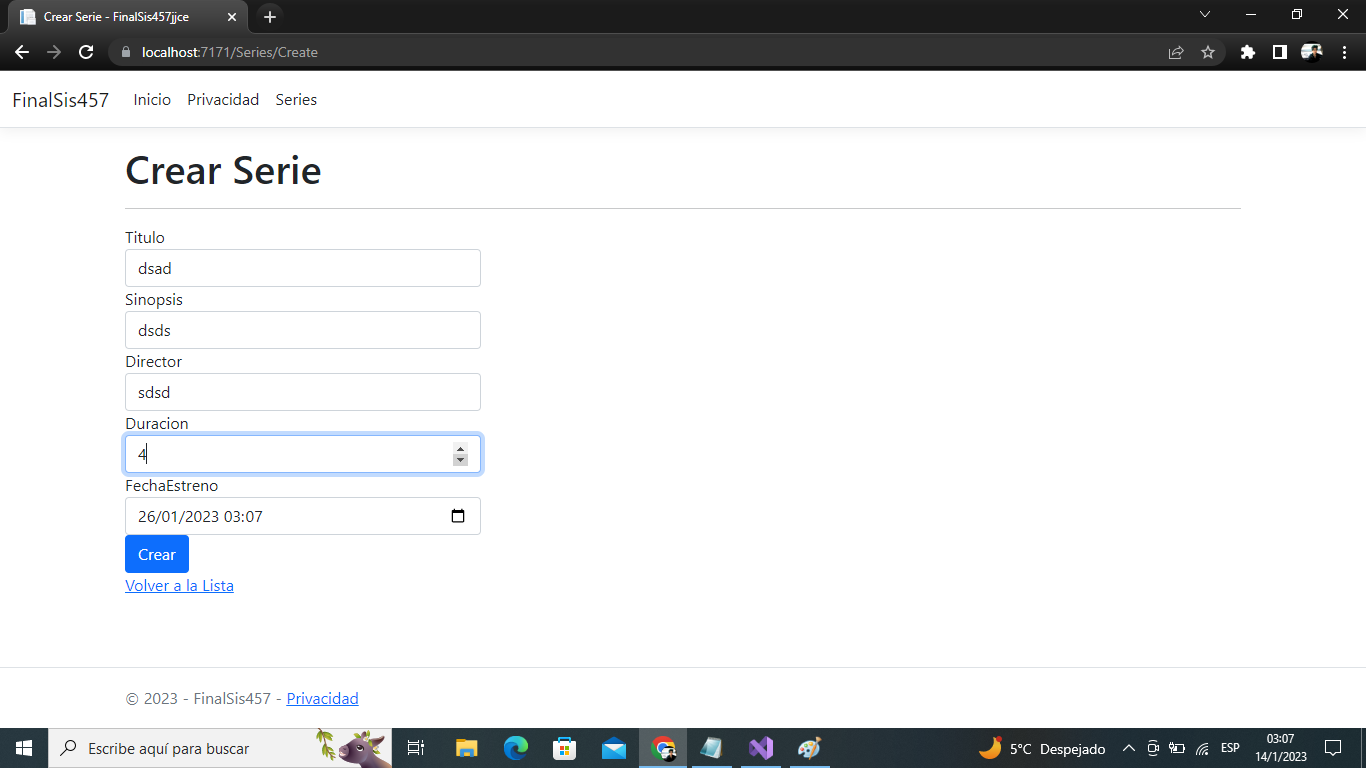 Crear Serie - FinalSis457jjce
localhost:7171/Series/Create
FinalSis457 Inicio Privacidad Series
Crear Serie
Titulo
dsad
Sinopsis
dsds
Director
sdsd
Duracion
4
FechaEstreno
26/01/2023 03:07
Crear
Volver a la Lista
© 2023 - FinalSis457 - Privacidad
Escribe aquí para buscar
5°C Despejado
ESP
03:07
14/1/2023